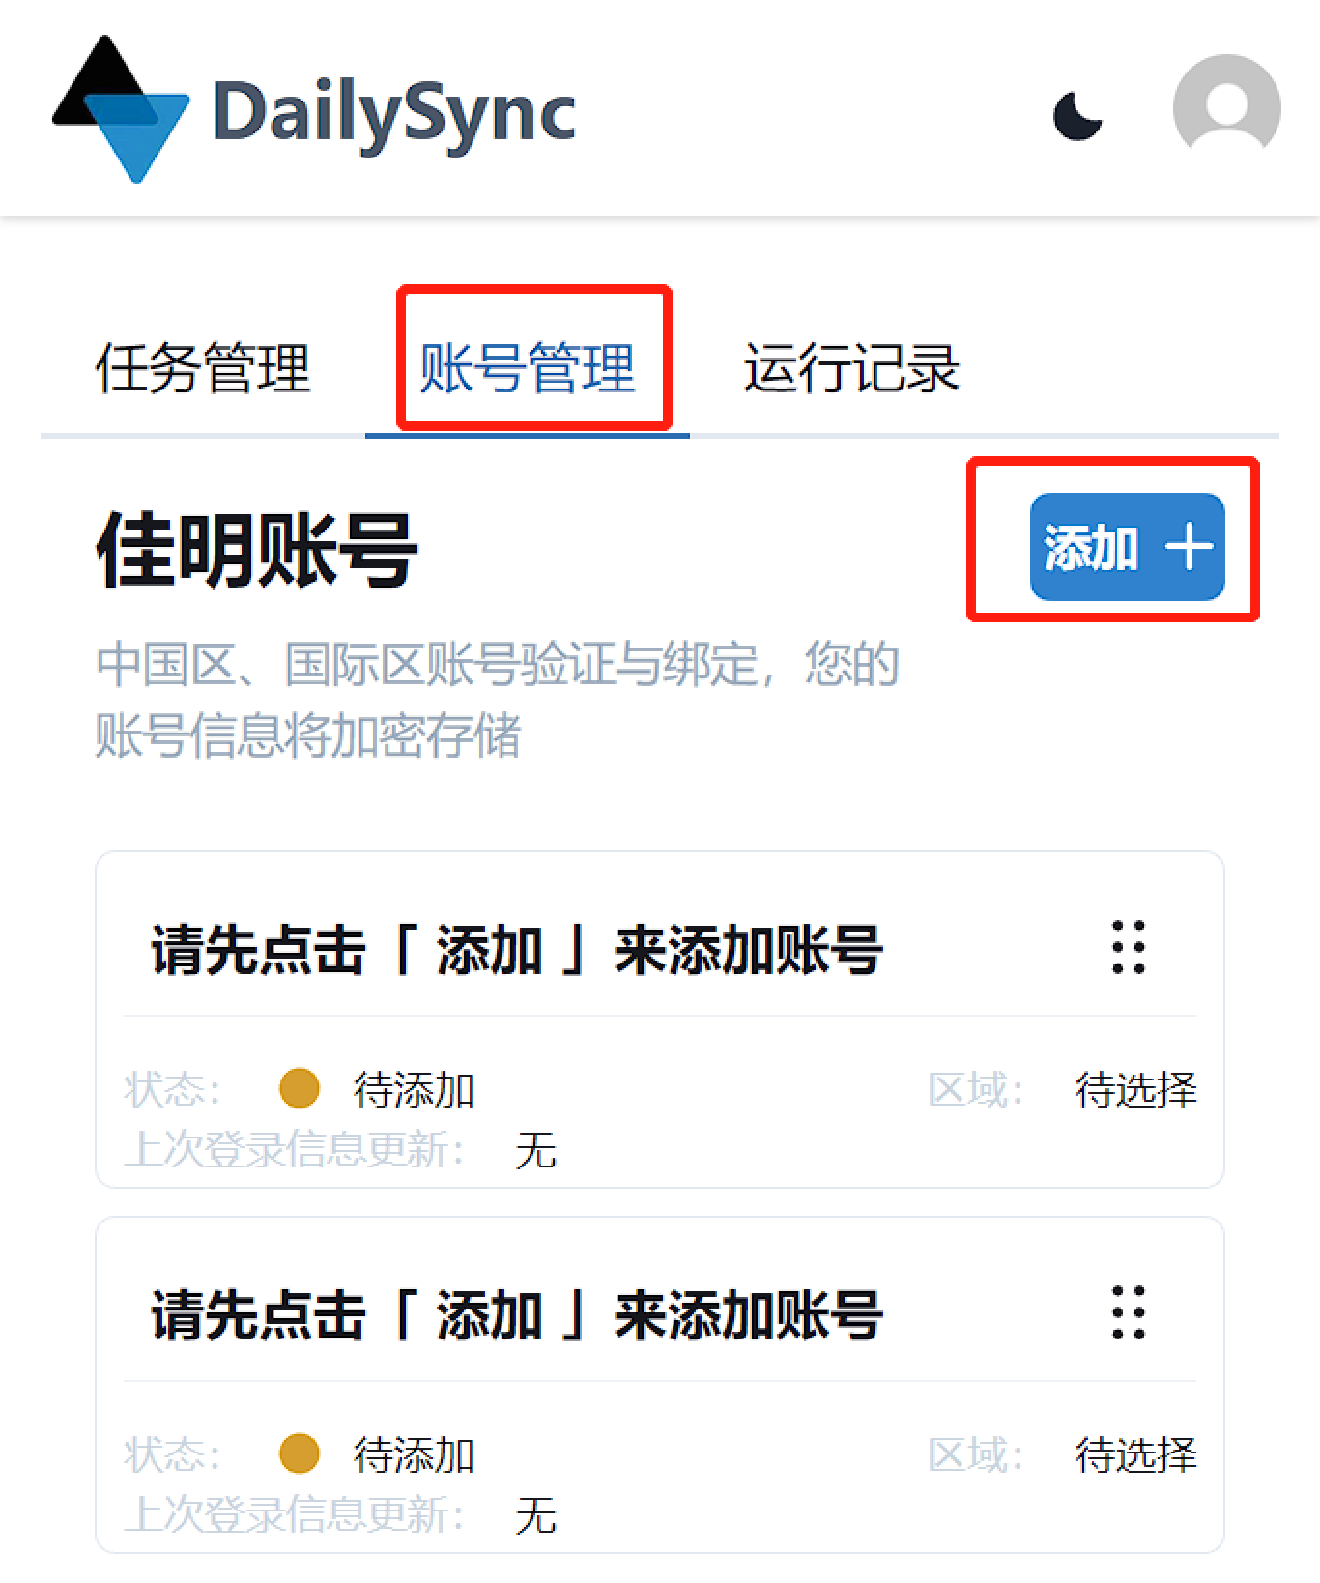 DailySync
任务管理 账号管理 运行记录
佳明账号
添加
中国区、国际区账号验证与绑定，您的
账号信息将加密存储
请先点击「 添加 」来添加账号
状态： 待添加 区域： 待选择
上次登录信息更新： 无
请先点击「 添加 」来添加账号
状态： 待添加 区域： 待选择
上次登录信息更新： 无